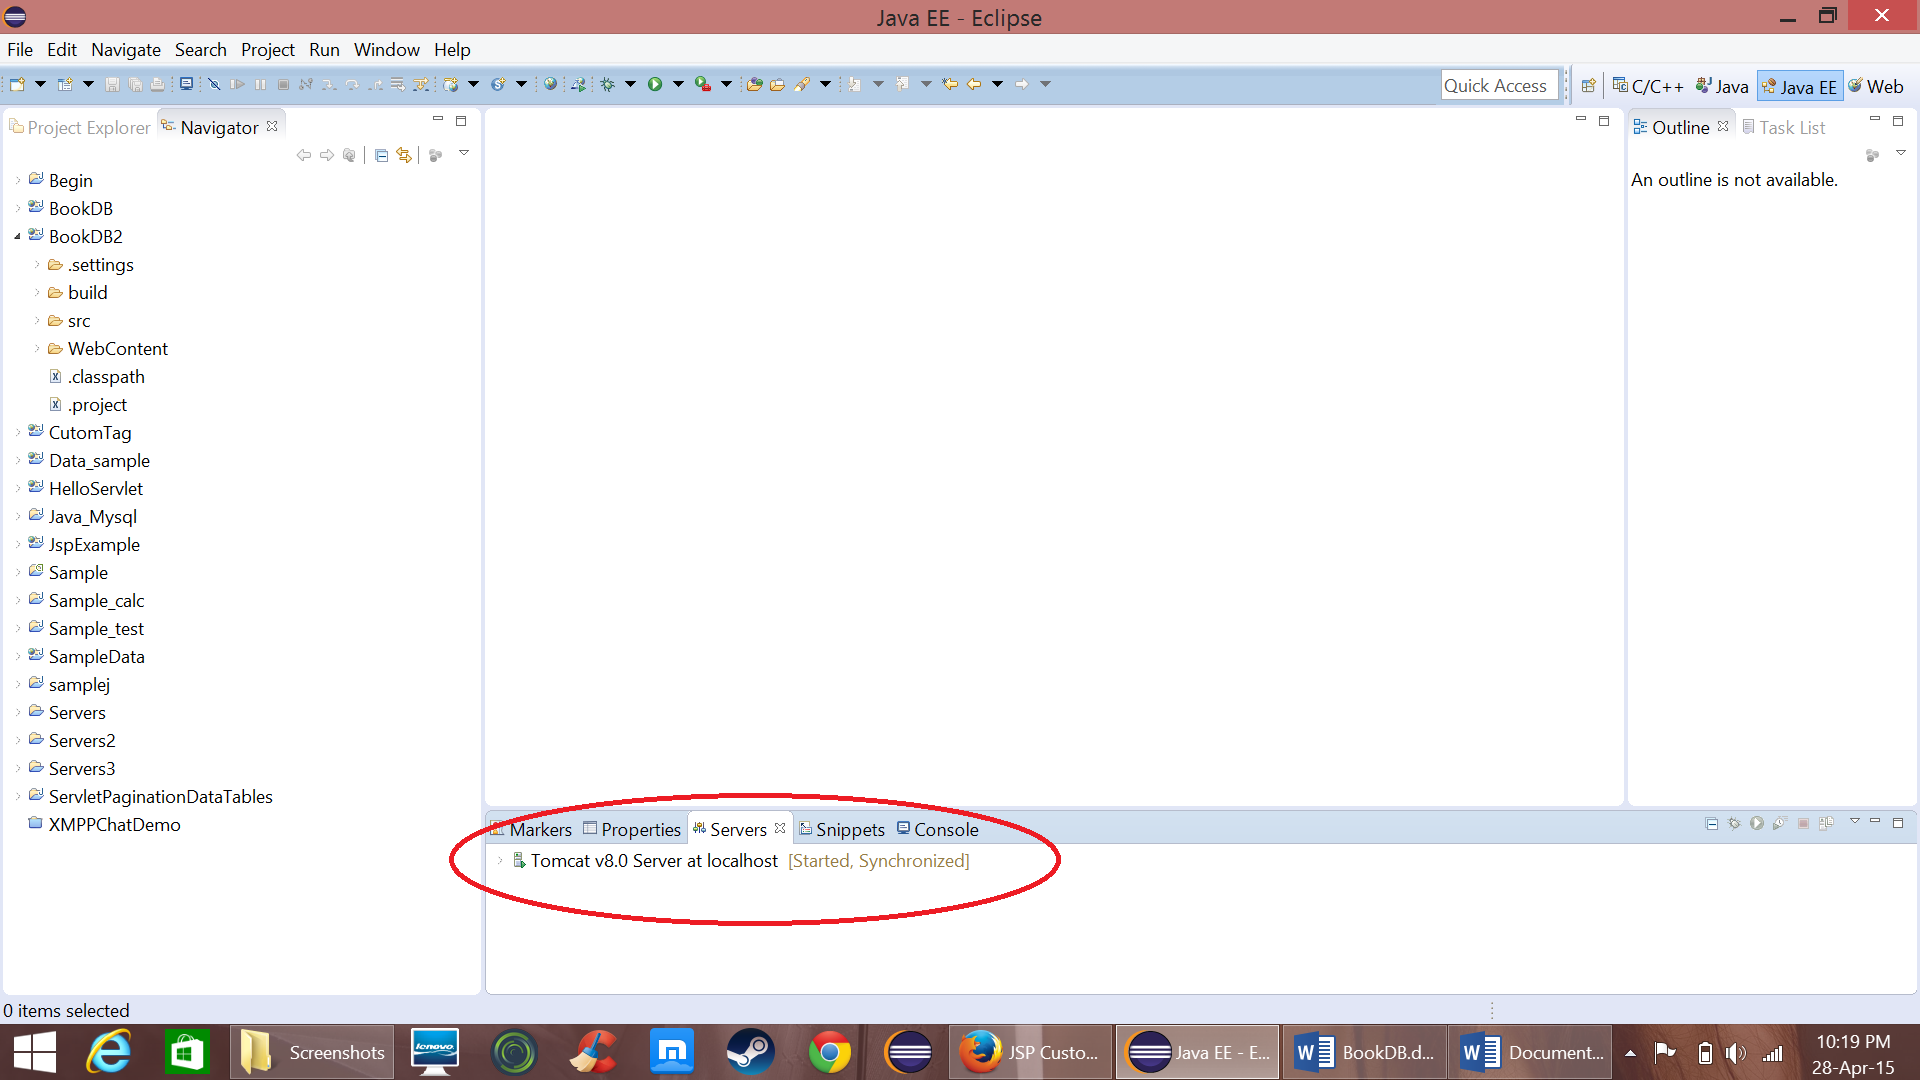 Java EE - Eclipse
File Edit Navigate Search Project Run Window Help
Quick Access C/C++ Java Java EE Web
Project Explorer Navigator
Outline Task List
An outline is not available.
Begin
BookDB
BookDB2
.settings
build
src
WebContent
.classpath
.project
CutomTag
Data_sample
HelloServlet
Java_Mysql
JspExample
Sample
Sample_calc
Sample_test
SampleData
samplej
Servers
Servers2
Servers3
ServletPaginationDataTables
XMPPChatDemo
Markers Properties Servers Snippets Console
Tomcat v8.0 Server at localhost [Started, Synchronized]
0 items selected
Screenshots lenovo JSP Custo... Java EE - E... BookDB.d... Document...
10:19 PM
28-Apr-15